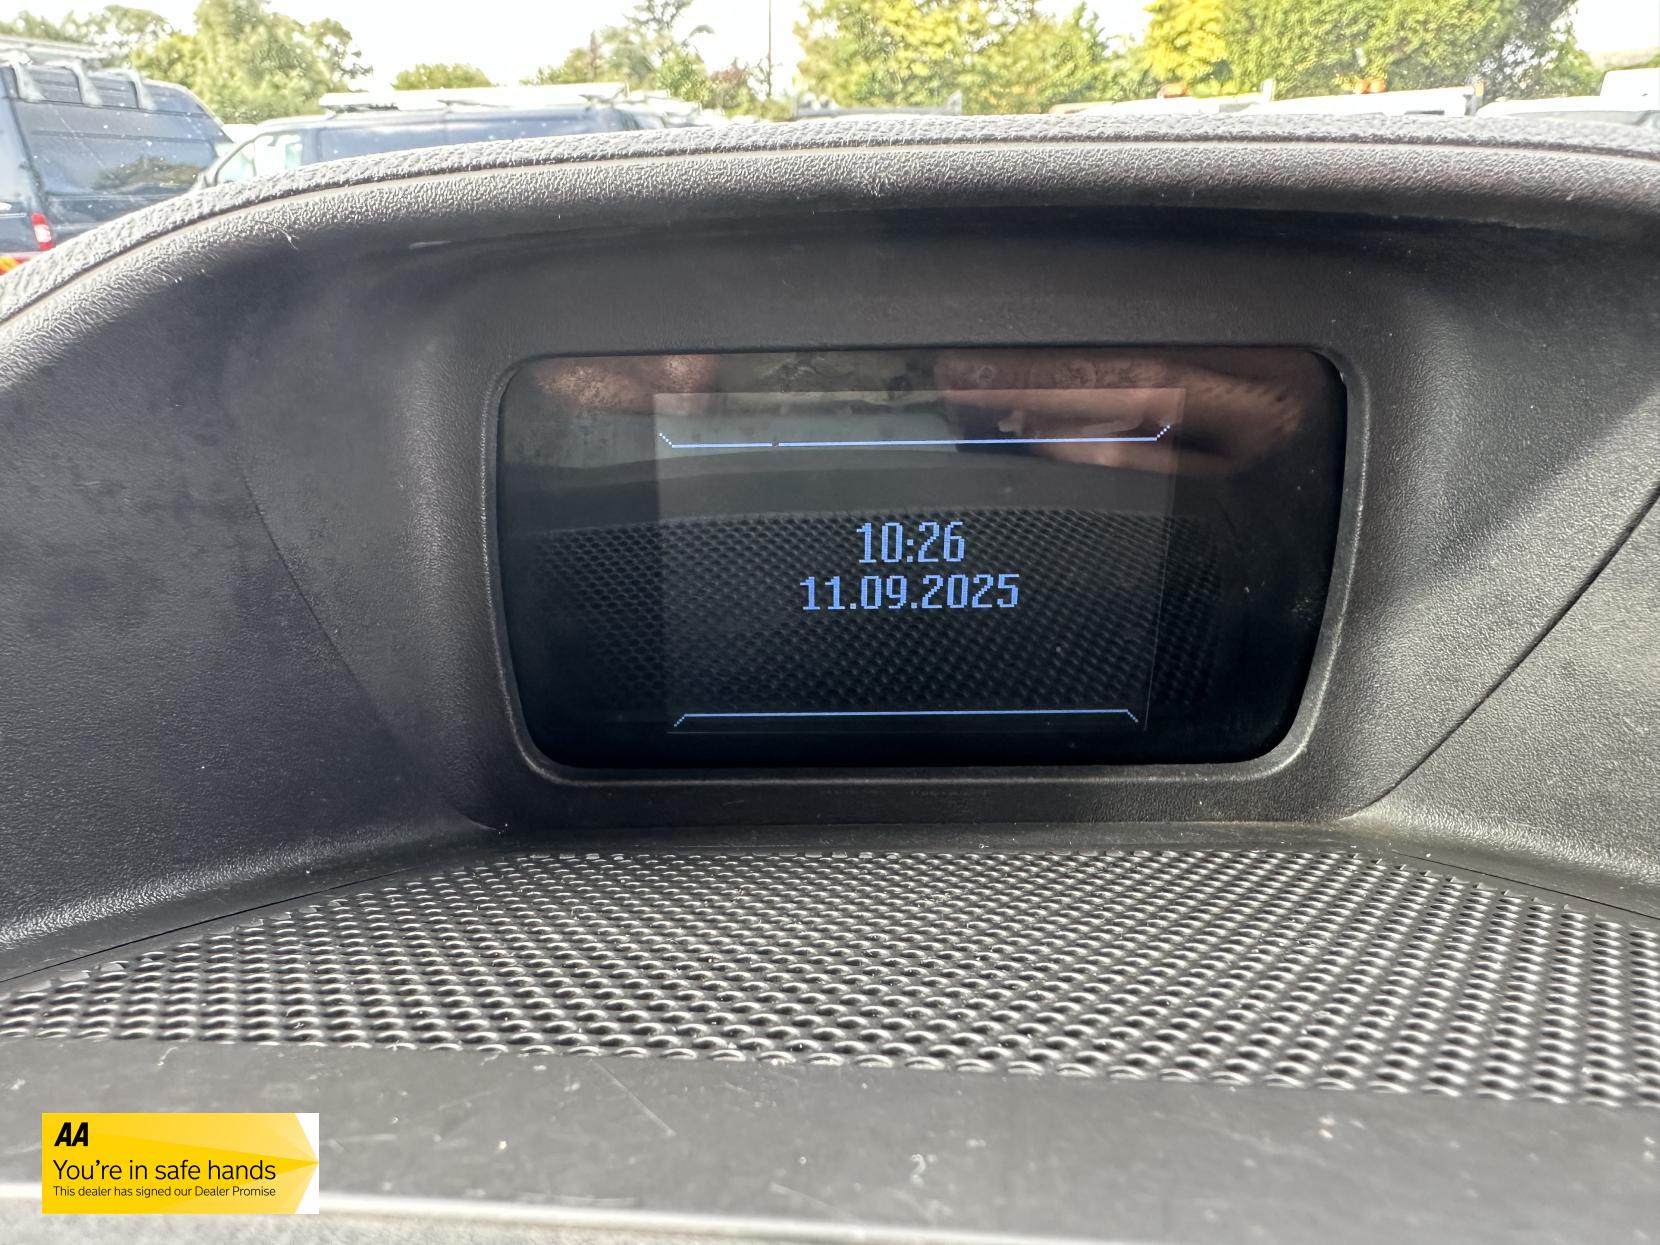 10:26
11.09.2025
AA
You're in safe hands
This dealer has signed our Dealer Promise